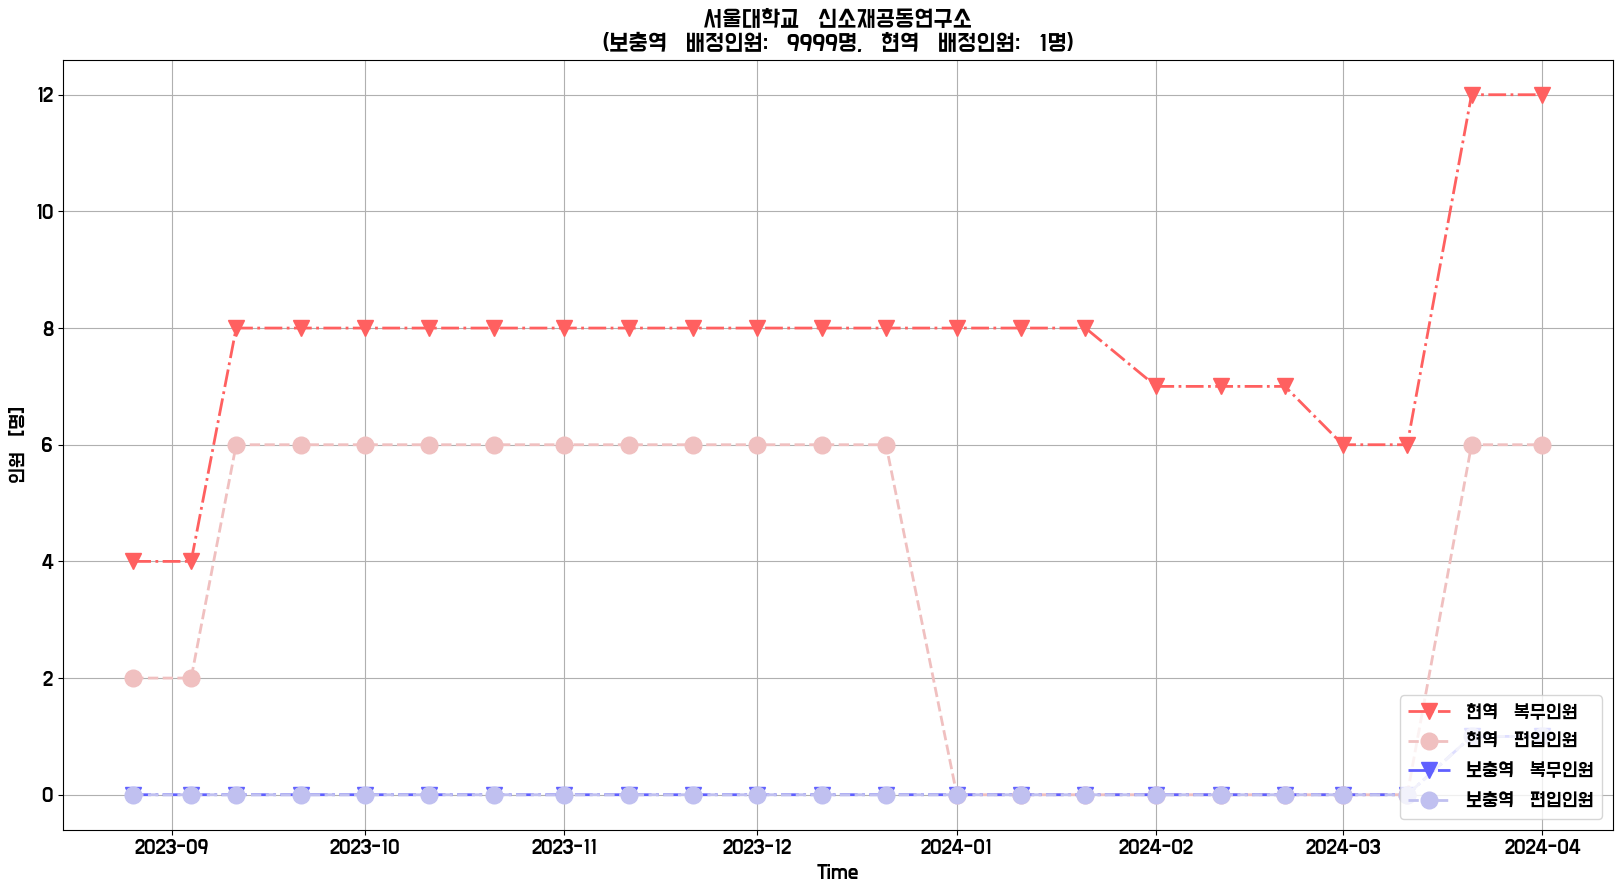 서울대학교 신소재공동연구소
(보충역 배정인원: 9999명, 현역 배정인원: 1명)
인원 [명]
12
10
8
6
4
2
0
현역 복무인원
현역 편입인원
보충역 복무인원
보충역 편입인원
2023-09 2023-10 2023-11 2023-12 2024-01 2024-02 2024-03 2024-04
Time